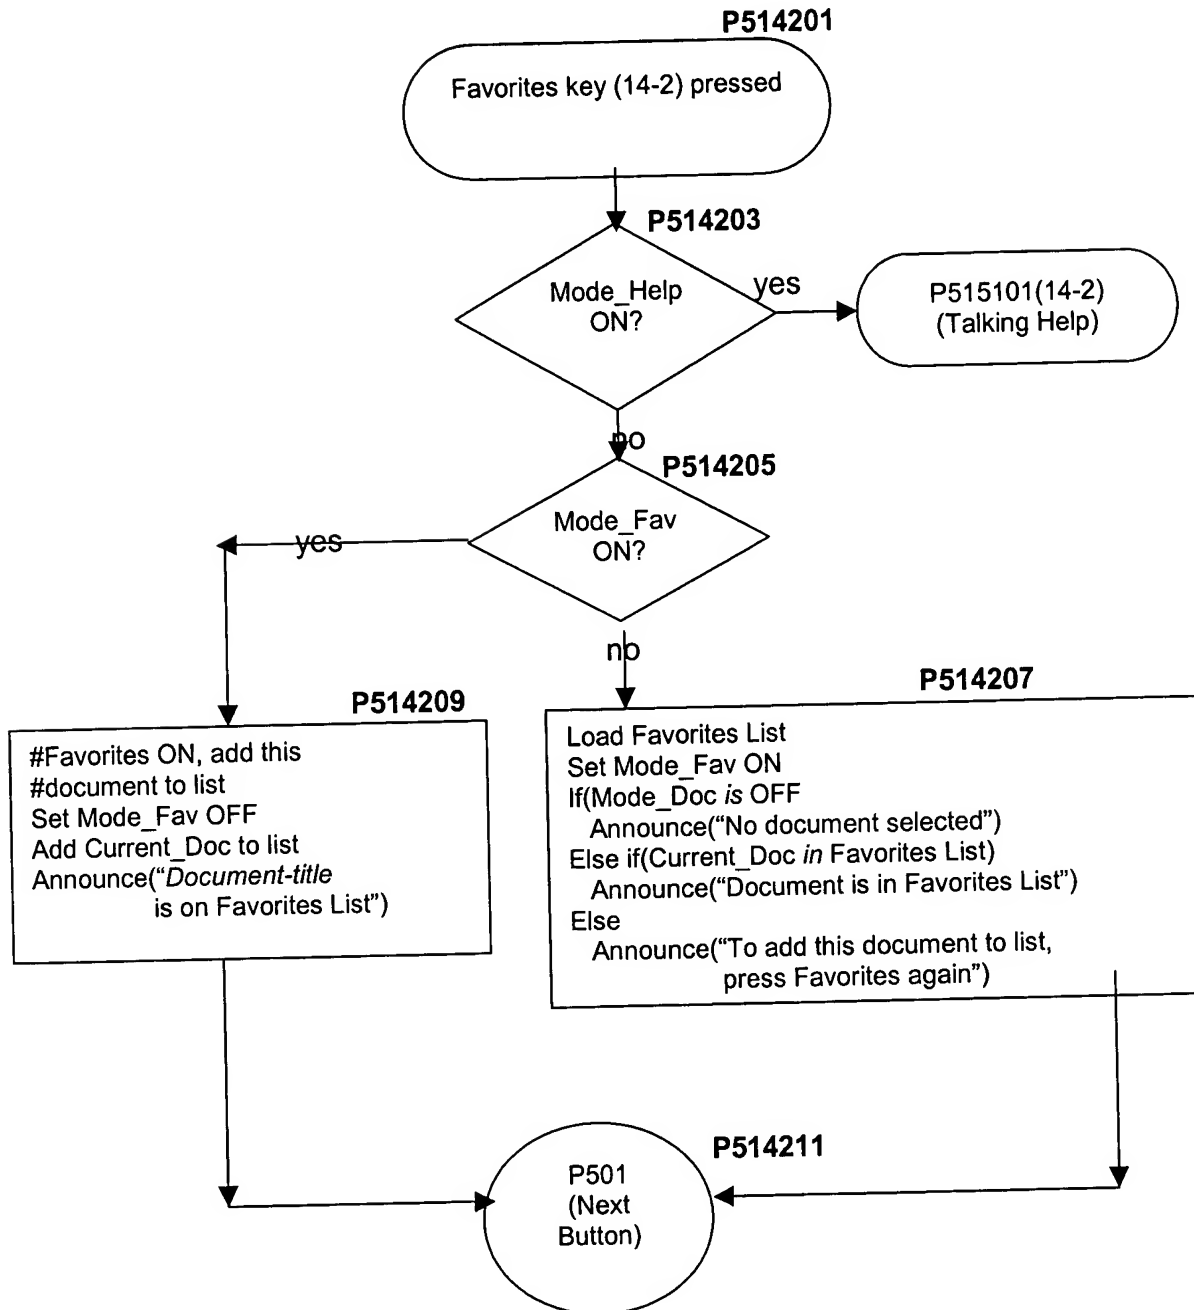 P514201
Favorites key (14-2) pressed
P514203
Mode_Help
ON?
yes
P515101(14-2)
(Talking Help)
no
P514205
Mode_Fav
ON?
yes
no
P514209
#Favorites ON, add this
#document to list
Set Mode_Fav OFF
Add Current_Doc to list
Announce(“Document-title
is on Favorites List”)
P514207
Load Favorites List
Set Mode_Fav ON
If(Mode_Doc is OFF
Announce(“No document selected”)
Else if(Current_Doc in Favorites List)
Announce(“Document is in Favorites List”)
Else
Announce(“To add this document to list,
press Favorites again”)
P514211
P501
(Next
Button)